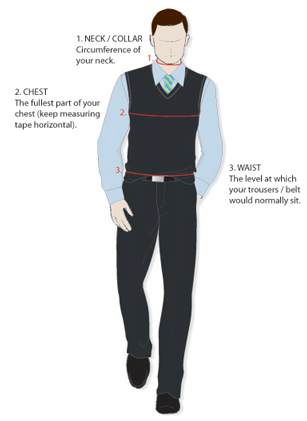 1. NECK / COLLAR
Circumference of
your neck.
1.
2. CHEST
The fullest part of your
chest (keep measuring
tape horizontal).
2.
3. WAIST
The level at which
your trousers / belt
would normally sit.
3.